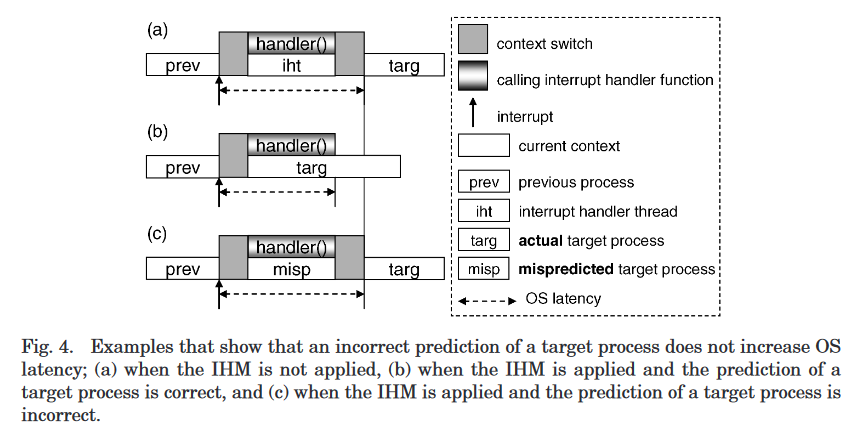 (a)
handler()
prev
iht
targ
(b)
handler()
prev
targ
(c)
handler()
prev
misp
targ
context switch
calling interrupt handler function
interrupt
current context
prev previous process
iht interrupt handler thread
targ actual target process
misp mispredicted target process
OS latency
Fig. 4. Examples that show that an incorrect prediction of a target process does not increase OS
latency; (a) when the IHM is not applied, (b) when the IHM is applied and the prediction of a
target process is correct, and (c) when the IHM is applied and the prediction of a target process is
incorrect.